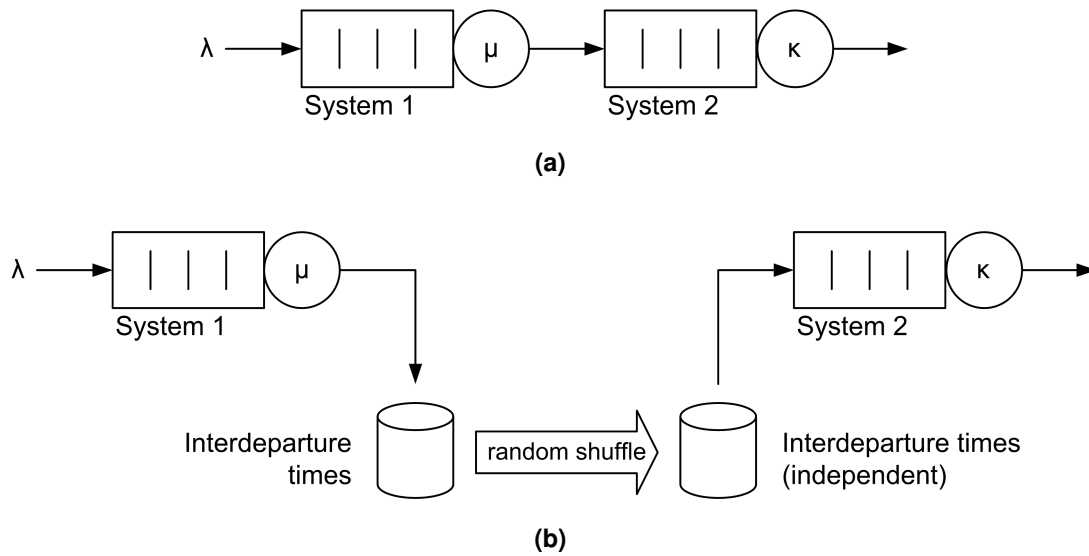 λ μ κ
System 1 System 2
(a)
λ μ κ
System 1 System 2
Interdeparture times
random shuffle
Interdeparture times (independent)
(b)